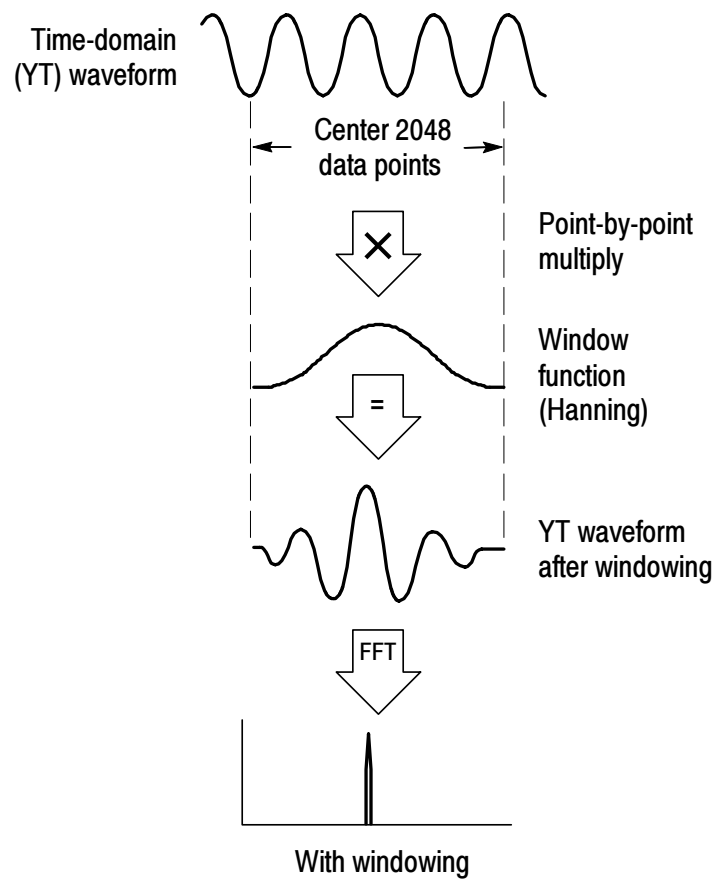 Time-domain
(YT) waveform
Center 2048
data points
×
Point-by-point
multiply
Window
function
(Hanning)
=
YT waveform
after windowing
FFT
With windowing